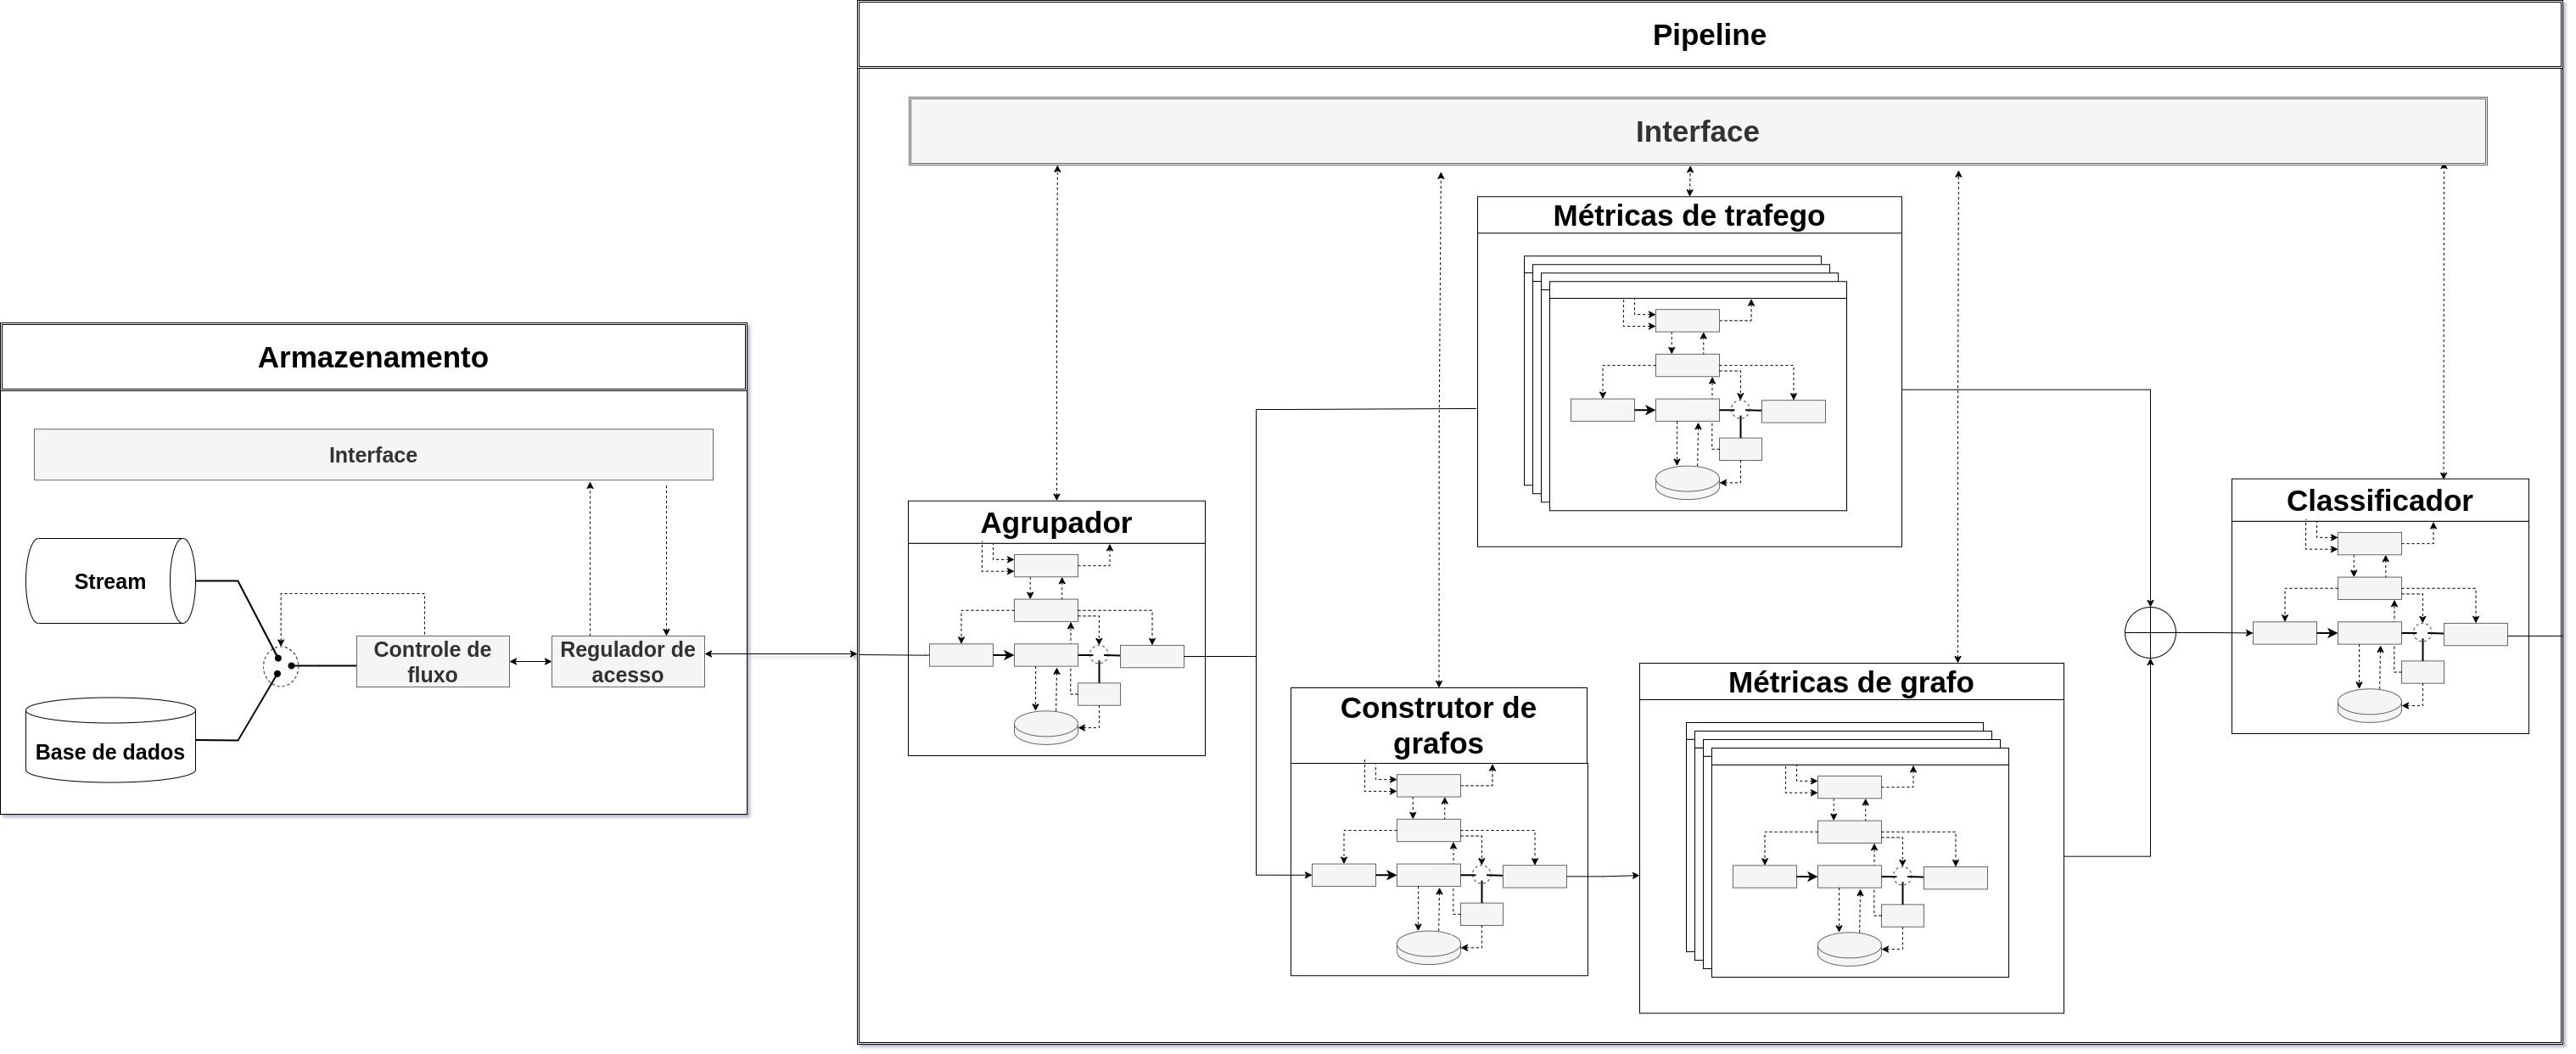 Pipeline
Interface
Métricas de trafego
Armazenamento
Interface
Stream
Controle de
fluxo
Regulador de
acesso
Base de dados
Agrupador
Construtor de
grafos
Métricas de grafo
Classificador